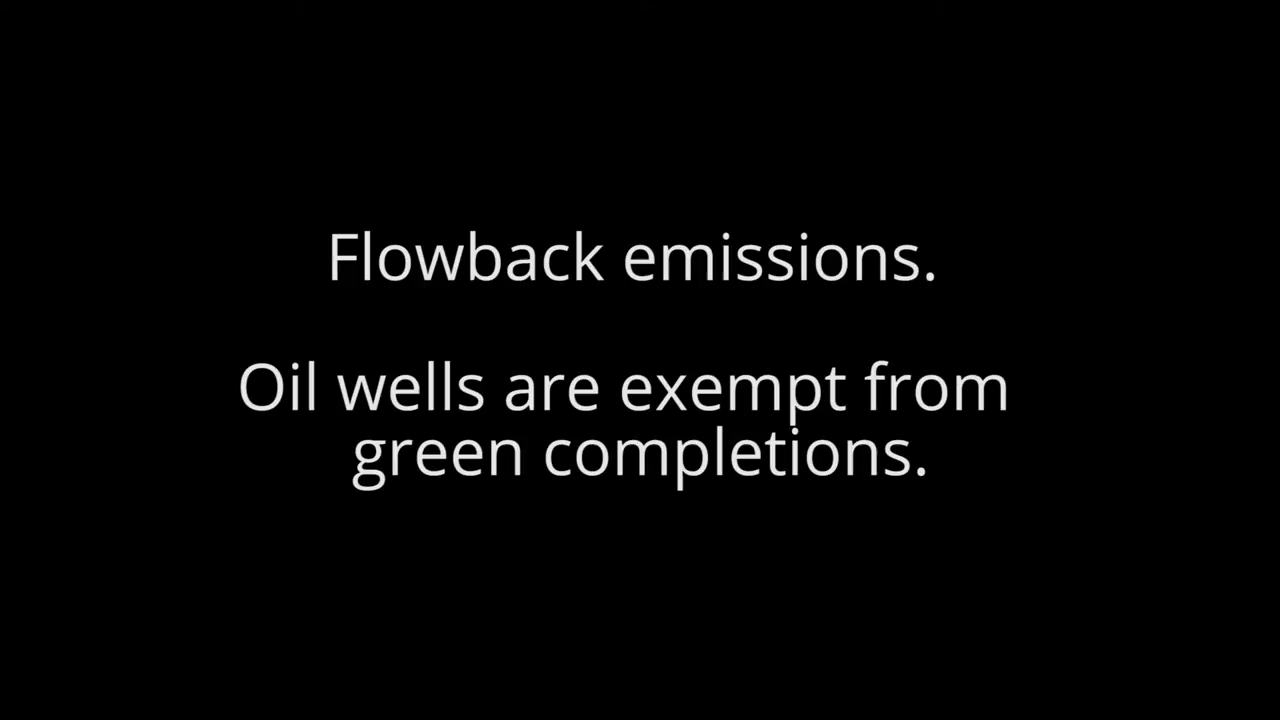 Flowback emissions.
Oil wells are exempt from
green completions.